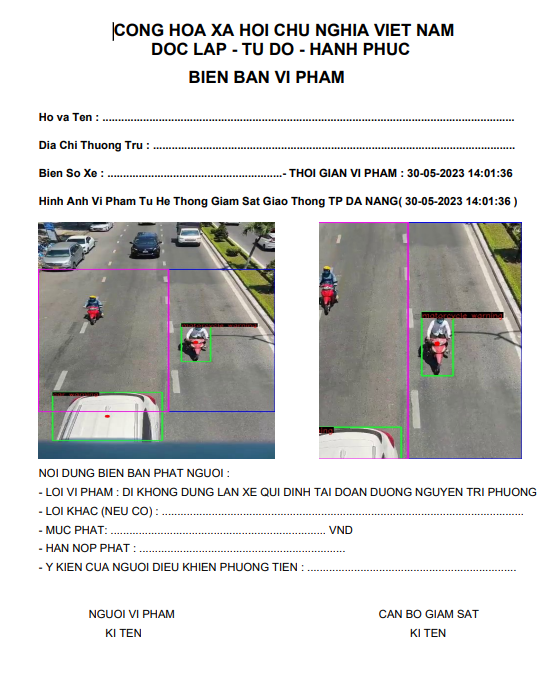 CONG HOA XA HOI CHU NGHIA VIET NAM
DOC LAP - TU DO - HANH PHUC
BIEN BAN VI PHAM
Ho va Ten : ..........................................................................................................................
Dia Chi Thuong Tru : ...........................................................................................................
Bien So Xe : ....................................................- THOI GIAN VI PHAM : 30-05-2023 14:01:36
Hinh Anh Vi Pham Tu He Thong Giam Sat Giao Thong TP DA NANG( 30-05-2023 14:01:36 )
motorcycle_warning
motorcycle_warning
NOI DUNG BIEN BAN PHAT NGUOI :
- LOI VI PHAM : DI KHONG DUNG LAN XE QUI DINH TAI DOAN DUONG NGUYEN TRI PHUONG
- LOI KHAC (NEU CO) : ..............................................................................................................
- MUC PHAT: ................................................................. VND
- HAN NOP PHAT : ..............................................................
- Y KIEN CUA NGUOI DIEU KHIEN PHUONG TIEN : ...............................................................
NGUOI VI PHAM CAN BO GIAM SAT
KI TEN KI TEN